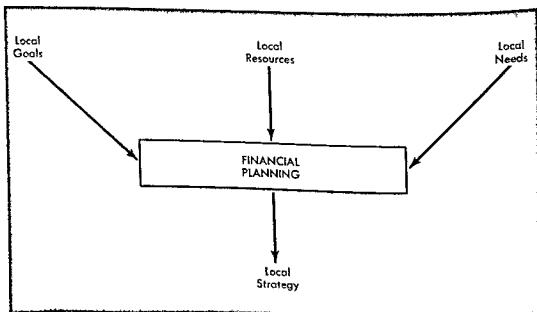 Local
Goals
Local
Resources
Local
Needs
FINANCIAL
PLANNING
Local
Strategy